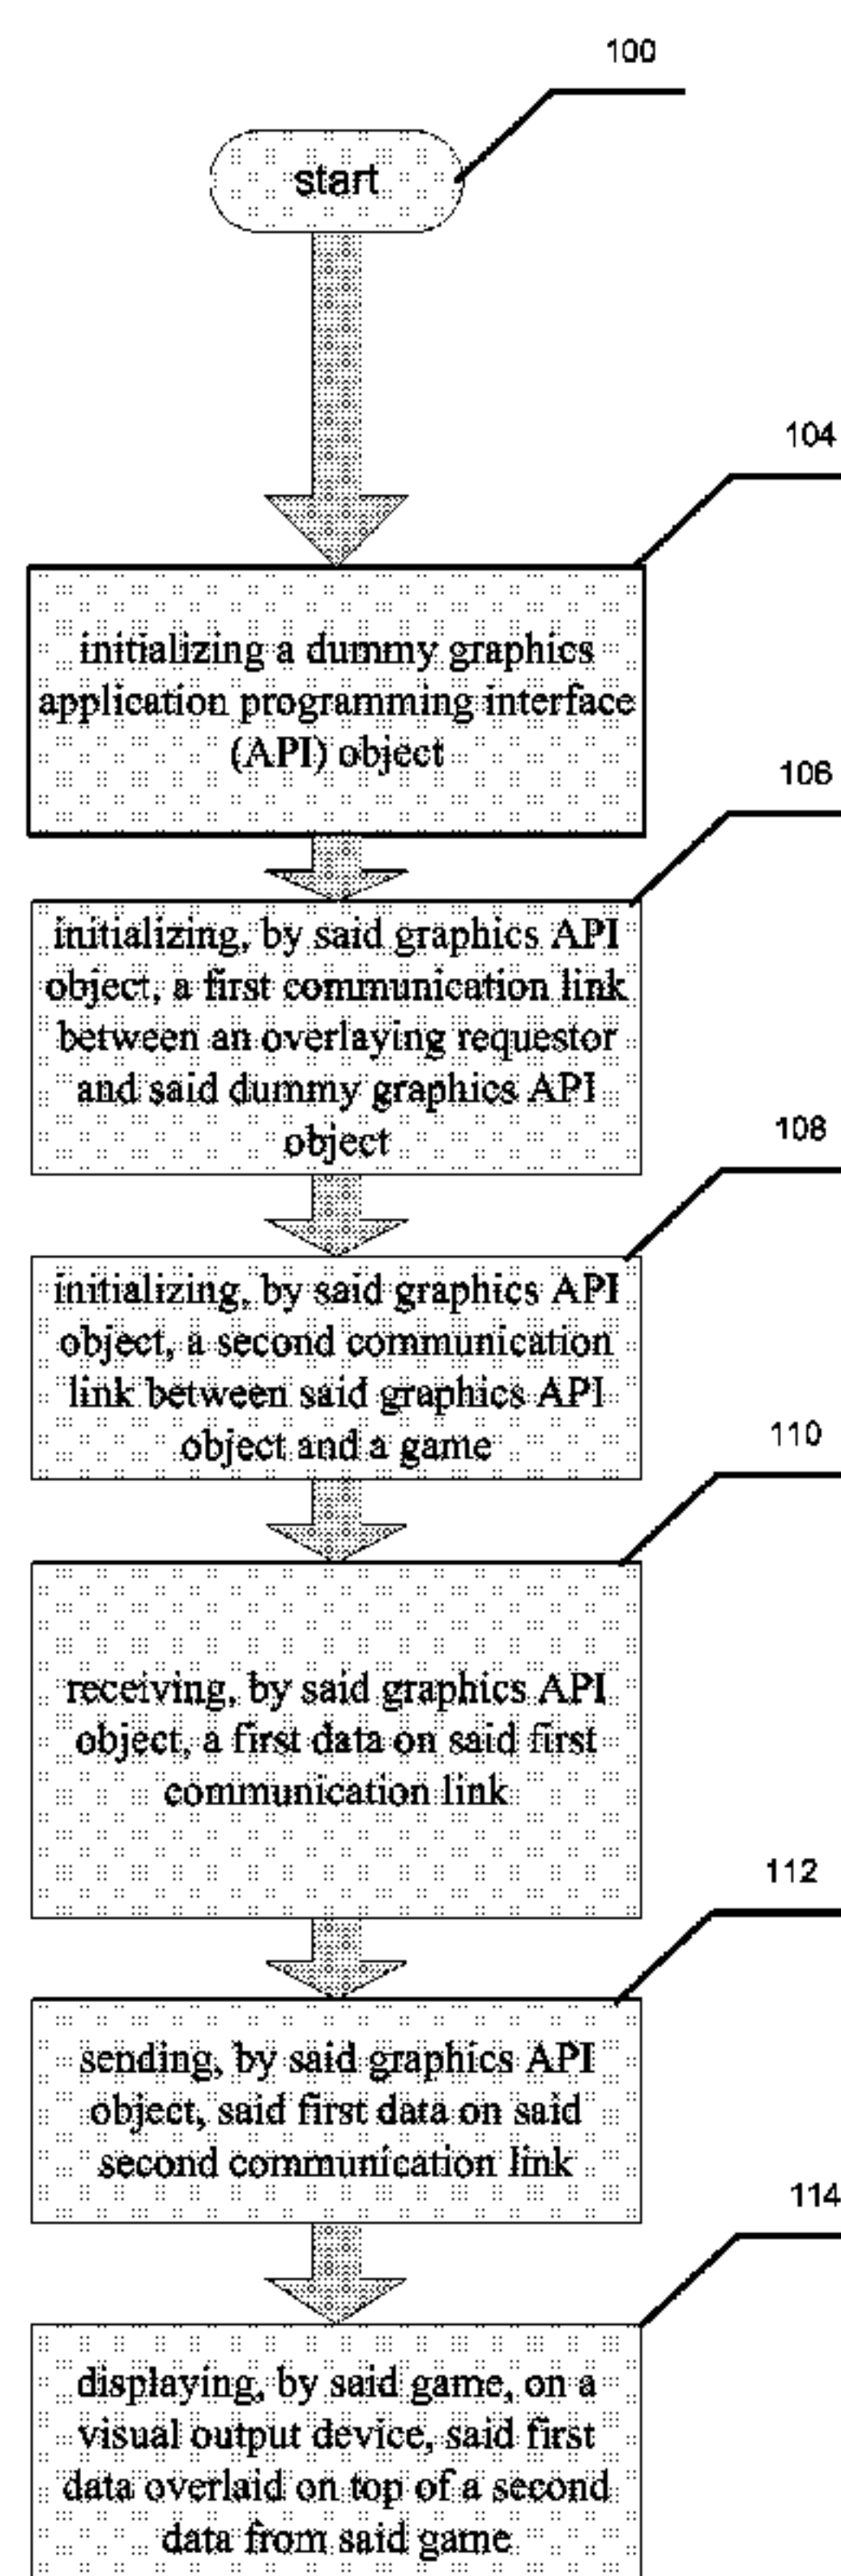 100
start
104
initializing a dummy graphics
application programming interface
(API) object
106
initializing, by said graphics API
object, a first communication link
between an overlaying requestor
and said dummy graphics API
object
108
initializing, by said graphics API
object, a second communication
link between said graphics API
object and a game
110
receiving, by said graphics API
object, a first data on said first
communication link
112
sending, by said graphics API
object, said first data on said
second communication link
114
displaying, by said game, on a
visual output device, said first
data overlaid on top of a second
data from said game